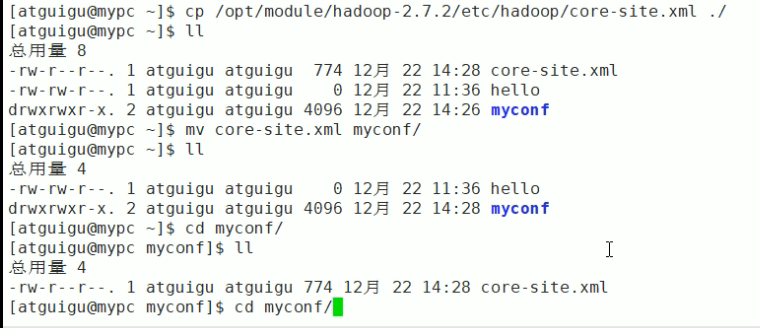 [atguigu@mypc ~]$ cp /opt/module/hadoop-2.7.2/etc/hadoop/core-site.xml ./
[atguigu@mypc ~]$ ll
总用量 8
-rw-r--r--. 1 atguigu atguigu  774 12月 22 14:28 core-site.xml
-rw-rw-r--. 1 atguigu atguigu    0 12月 22 11:36 hello
drwxrwxr-x. 2 atguigu atguigu 4096 12月 22 14:26 myconf
[atguigu@mypc ~]$ mv core-site.xml myconf/
[atguigu@mypc ~]$ ll
总用量 4
-rw-rw-r--. 1 atguigu atguigu    0 12月 22 11:36 hello
drwxrwxr-x. 2 atguigu atguigu 4096 12月 22 14:28 myconf
[atguigu@mypc ~]$ cd myconf/
[atguigu@mypc myconf]$ ll
总用量 4
-rw-r--r--. 1 atguigu atguigu 774 12月 22 14:28 core-site.xml
[atguigu@mypc myconf]$ cd myconf/